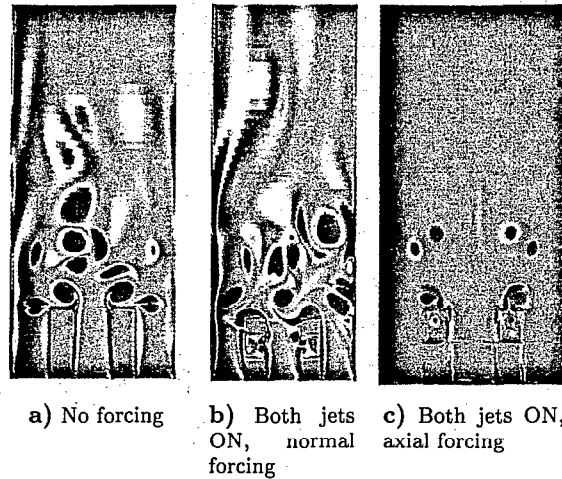 a) No forcing
b) Both jets
ON, normal
forcing
c) Both jets ON,
axial forcing